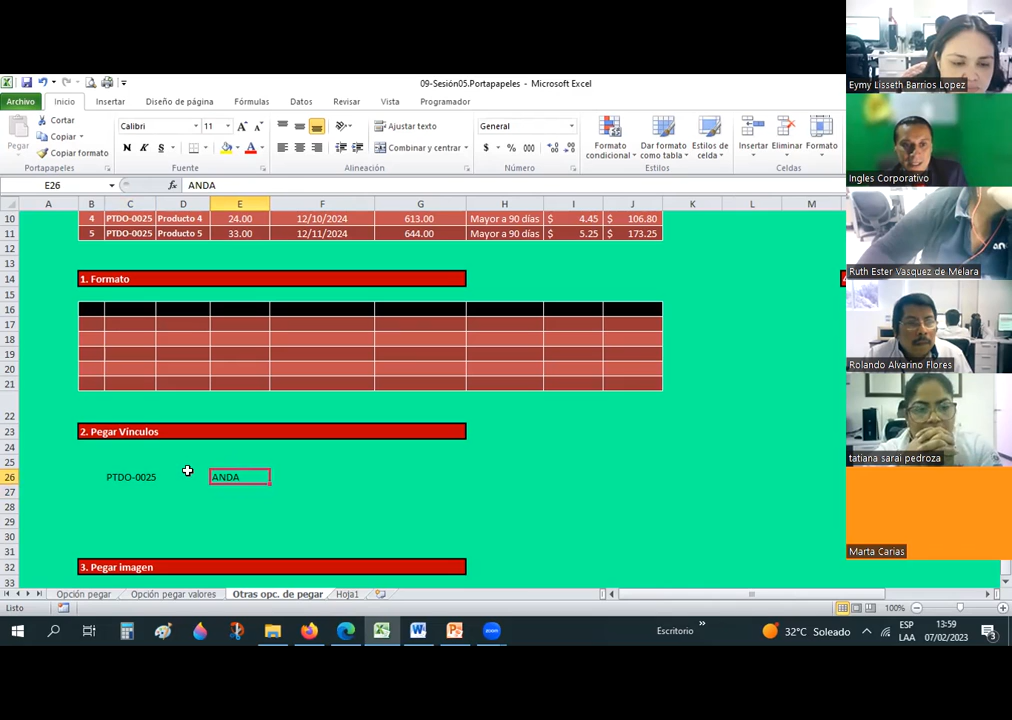 09-Sesión05.Portapapeles - Microsoft Excel
Archivo Inicio Insertar Diseño de página Fórmulas Datos Revisar Vista Programador
Pegar
Cortar
Copiar
Copiar formato
Portapapeles
Calibri 11
N K S
Fuente
Ajustar texto
Combinar y centrar
Alineación
General
$ % 000
Número
Formato condicional
Dar formato como tabla
Estilos de celda
Estilos
Insertar Eliminar Formato
Celdas
E26 fx ANDA
A B C D E F G H I J K L M
10 4 PTDO-0025 Producto 4 24.00 12/10/2024 613.00 Mayor a 90 días $ 4.45 $ 106.80
11 5 PTDO-0025 Producto 5 33.00 12/11/2024 644.00 Mayor a 90 días $ 5.25 $ 173.25
12
13
14 1. Formato
15
16
17
18
19
20
21
22
23 2. Pegar Vínculos
24
25
26 PTDO-0025 ANDA
27
28
29
30
31
32 3. Pegar imagen
33
Opción pegar Opción pegar valores Otras opc. de pegar Hoja1
Listo 100%
Escritorio
32°C Soleado
ESP
LAA
13:59
07/02/2023
3
Eymy Lisseth Barrios Lopez
Ingles Corporativo
Ruth Ester Vasquez de Melara
Rolando Alvarino Flores
tatiana sarai pedroza
Marta Carias